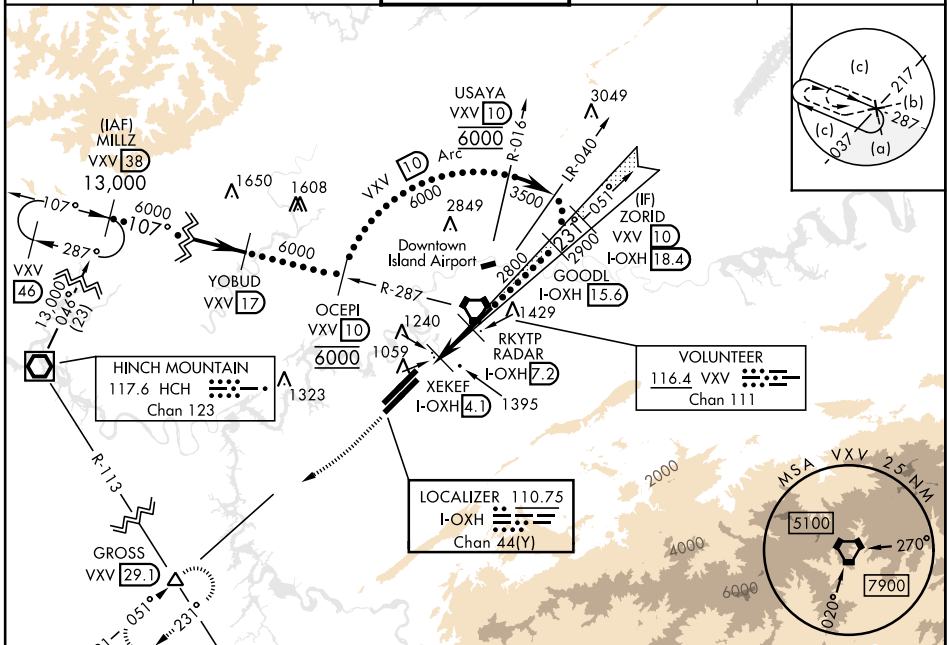 (IAF)
MILLZ
VXV 38
13,000
107°
6000
107°
287°
VXV
46
13,000
046°
(23)
1650
1608
YOBUD
VXV 17
6000
OCEPI
VXV 10
6000
VXV 10 Arc
6000
USAYA
VXV 10
6000
R-016
3500
LR-040
3049
2849
Downtown
Island Airport
R-287
(IF)
ZORID
VXV 10
I-OXH 18.4
051°
231°
2900
2800
GOODL
I-OXH 15.6
1429
RKYTP
RADAR
I-OXH 7.2
1240
1059
XEKEF
I-OXH 4.1
1395
HINCH MOUNTAIN
117.6 HCH
Chan 123
1323
VOLUNTEER
116.4 VXV
Chan 111
LOCALIZER 110.75
I-OXH
Chan 44(Y)
R-113
GROSS
VXV 29.1
051°
231°
2000
4000
6000
(c)
217
(b)
287
(c)
(a)
037
MSA VXV 25 NM
5100
270°
7900
020°